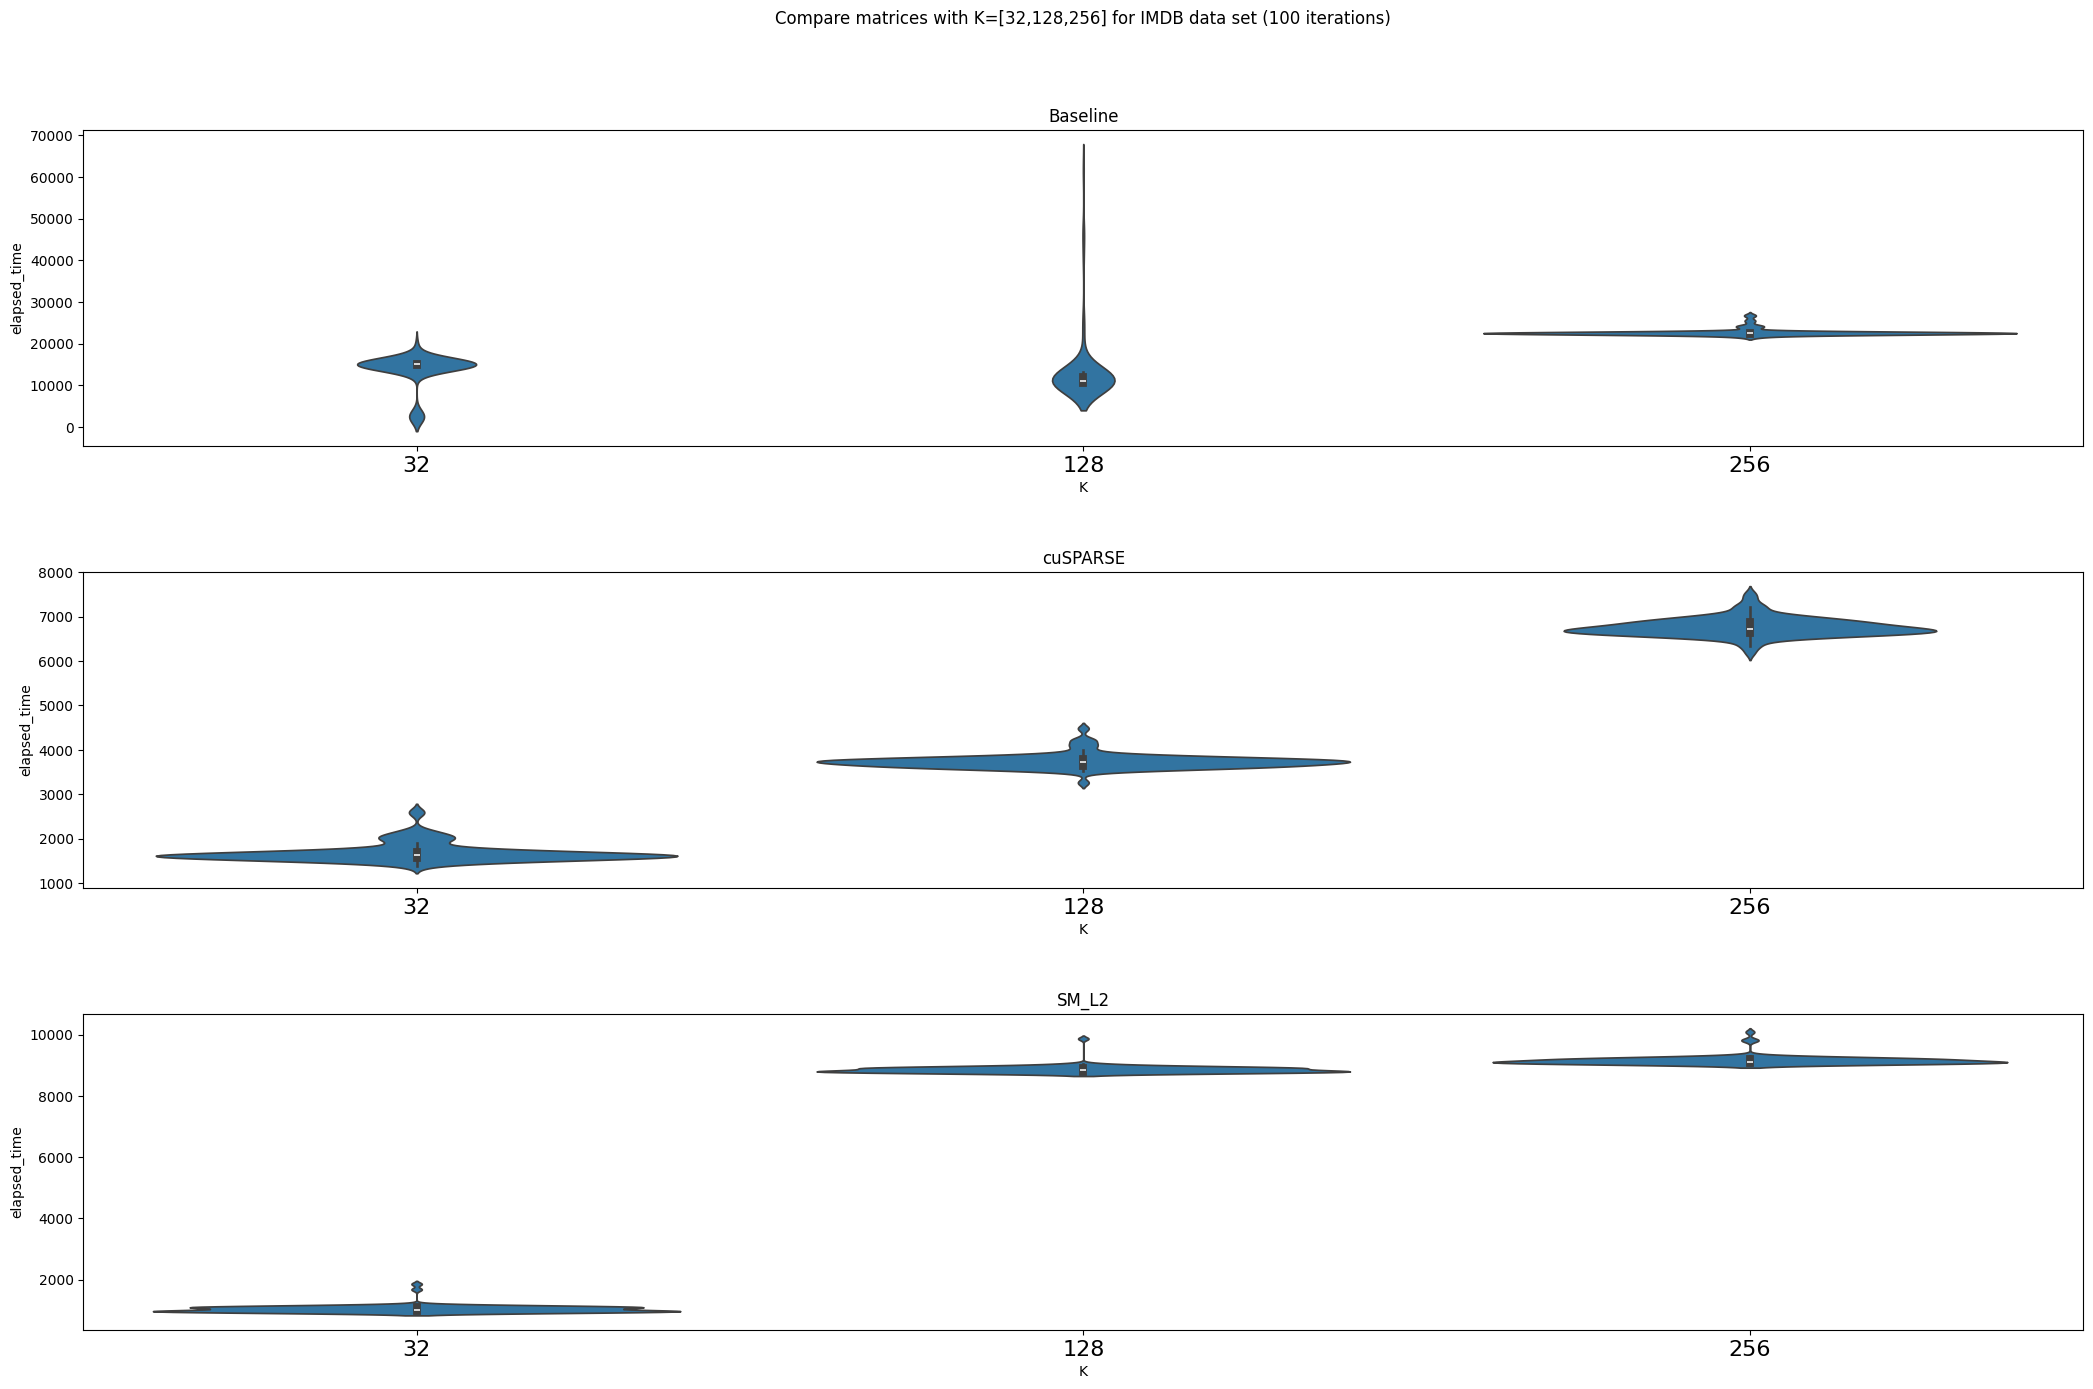 Compare matrices with K=[32,128,256] for IMDB data set (100 iterations)
Baseline
70000
60000
50000
40000
30000
20000
10000
0
elapsed_time
32 128 256
K
cuSPARSE
8000
7000
6000
5000
4000
3000
2000
1000
elapsed_time
32 128 256
K
SM_L2
10000
8000
6000
4000
2000
elapsed_time
32 128 256
K